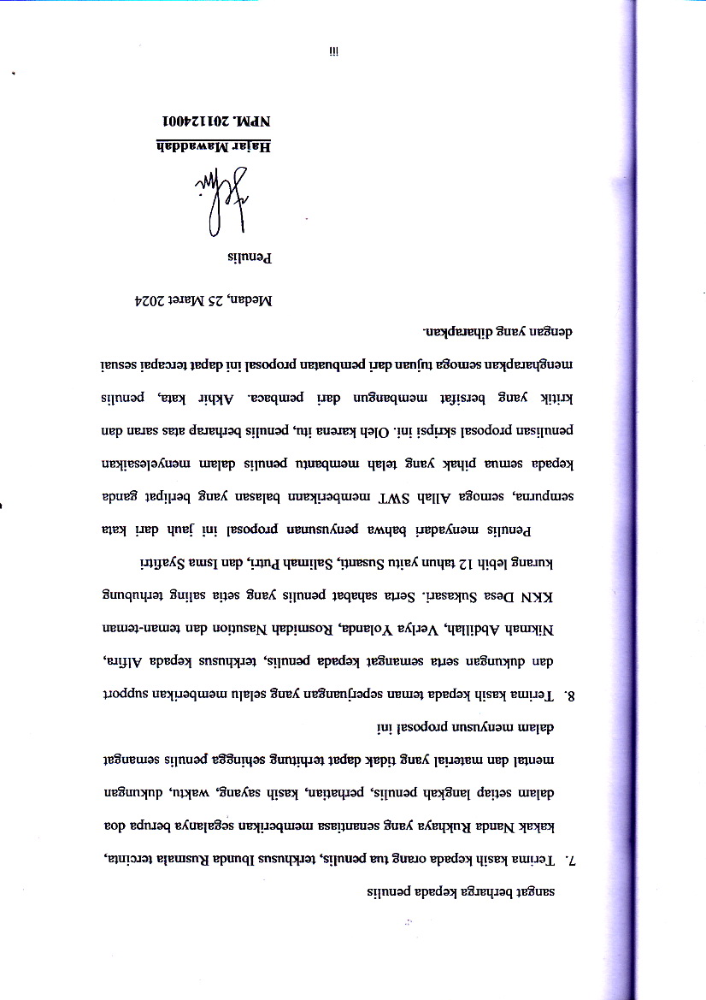 sangat berharga kepada penulis
7. Terima kasih kepada orang tua penulis, terkhusus Ibunda Rusmala tercinta,
kakak Nanda Rukhaya yang senantiasa memberikan segalanya berupa doa
dalam setiap langkah penulis, perhatian, kasih sayang, waktu, dukungan
mental dan material yang tidak dapat terhitung sehingga penulis semangat
dalam menyusun proposal ini
8. Terima kasih kepada teman seperjuangan yang selalu memberikan support
dan dukungan serta semangat kepada penulis, terkhusus kepada Alfira,
Nikmah Abdillah, Verlya Yolanda, Rosmidah Nasution dan teman-teman
KKN Desa Sukasari. Serta sahabat penulis yang setia saling terhubung
kurang lebih 12 tahun yaitu Susanti, Salimah Putri, dan Isma Syafitri
Penulis menyadari bahwa penyusunan proposal ini jauh dari kata
sempurna, semoga Allah SWT memberikann balasan yang berlipat ganda
kepada semua pihak yang telah membantu penulis dalam menyelesaikan
penulisan proposal skripsi ini. Oleh karena itu, penulis berharap atas saran dan
kritik yang bersifat membangun dari pembaca. Akhir kata, penulis
mengharapkan semoga tujuan dari pembuatan proposal ini dapat tercapai sesuai
dengan yang diharapkan.
Medan, 25 Maret 2024
Penulis
Hajar Mawaddah
NPM. 201124001
iii